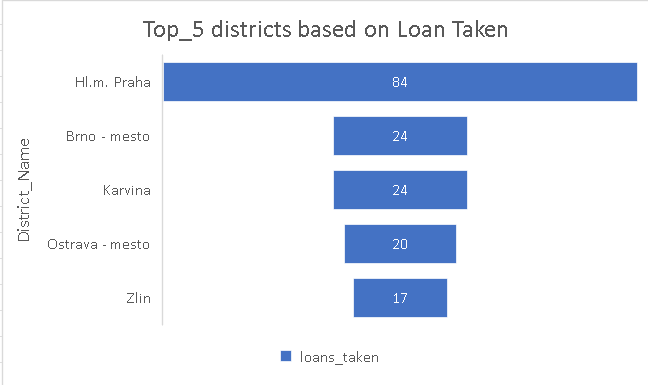 Top_5 districts based on Loan Taken
District_Name
Hl.m. Praha 84
Brno - mesto 24
Karvina 24
Ostrava - mesto 20
Zlin 17
loans_taken